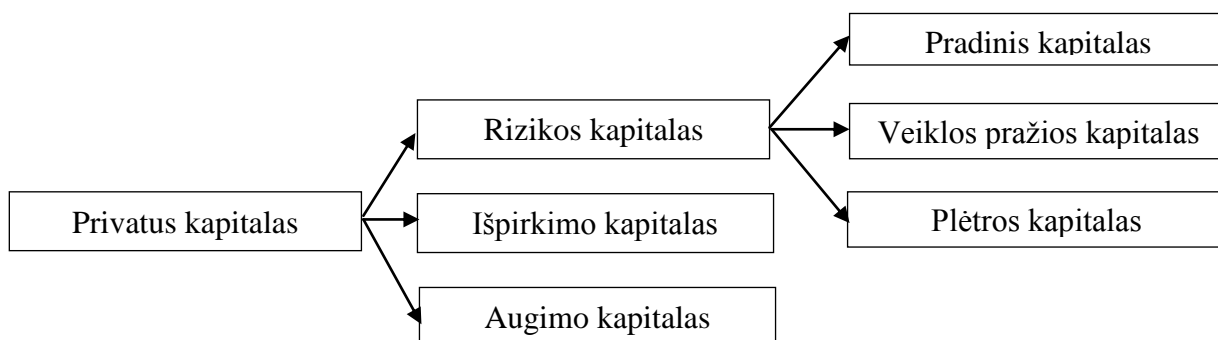 Pradinis kapitalas
Rizikos kapitalas
Veiklos pražios kapitalas
Privatus kapitalas
Išpirkimo kapitalas
Plėtros kapitalas
Augimo kapitalas